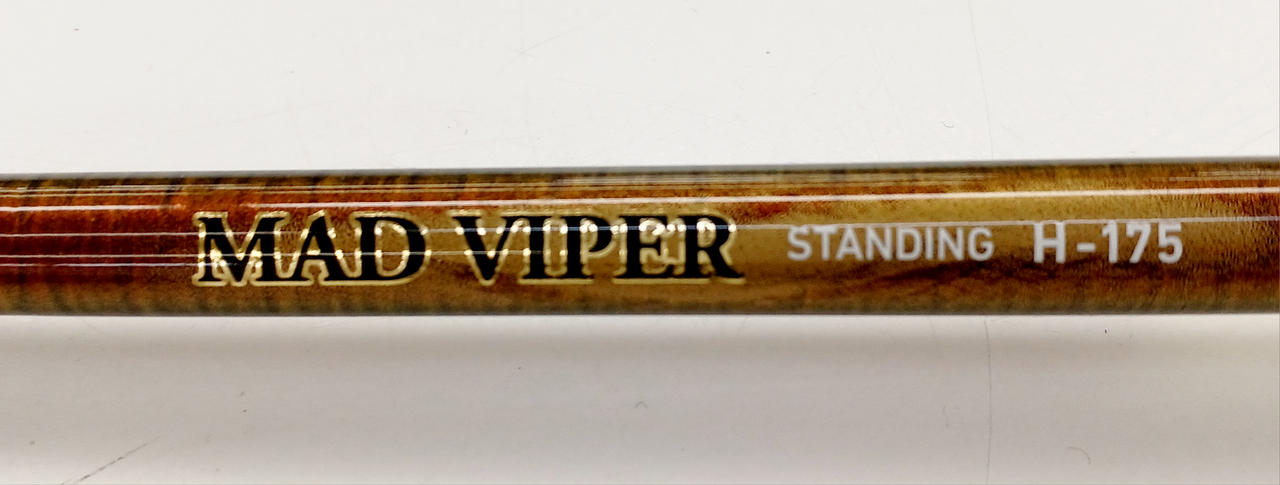 MAD VIPER STANDING H-175